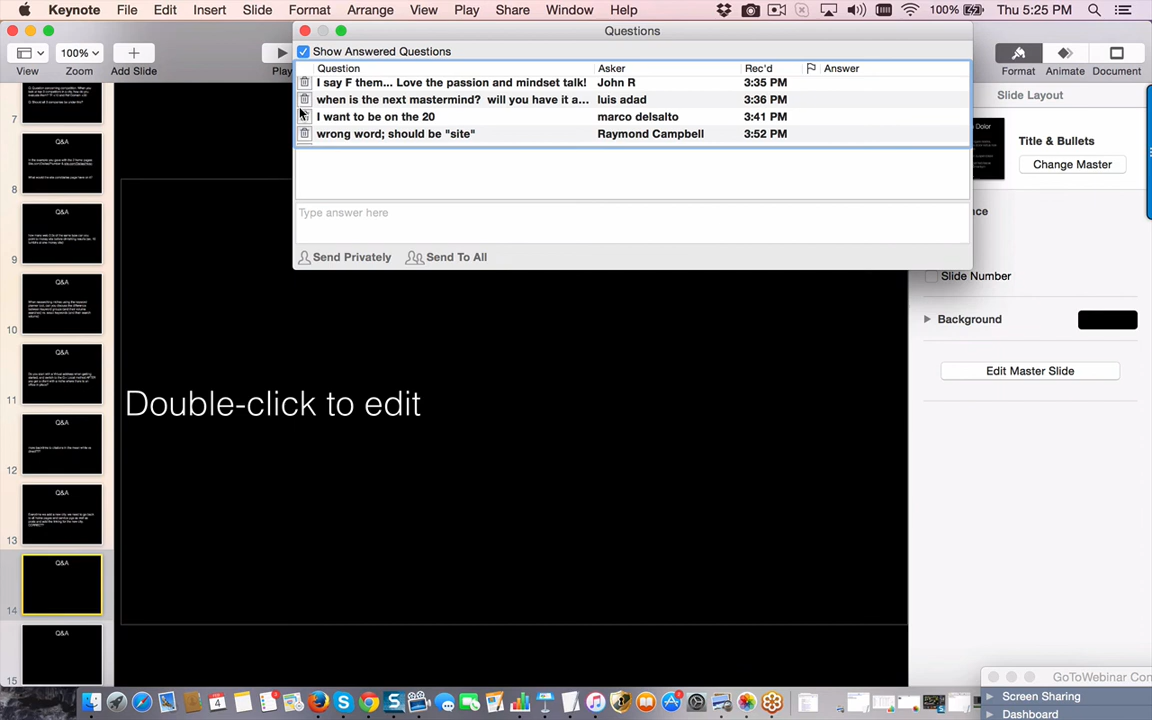 Keynote File Edit Insert Slide Format Arrange View Play Share Window Help 100% Thu 5:25 PM
Questions
100%
View Zoom Add Slide Play
Format Animate Document
Show Answered Questions
Question Asker Rec'd Answer
I say F them... Love the passion and mindset talk! John R 3:35 PM
when is the next mastermind? will you have it a... luis adad 3:36 PM
I want to be on the 20 marco delsalto 3:41 PM
wrong word; should be "site" Raymond Campbell 3:52 PM
Type answer here
Send Privately Send To All
Slide Layout
Title & Bullets
Change Master
Slide Number
Background
Edit Master Slide
Double-click to edit
7
Q&A
8
Q&A
9
Q&A
10
Q&A
11
Q&A
12
Q&A
13
Q&A
14
Q&A
15
GoToWebinar Con
Screen Sharing
Dashboard